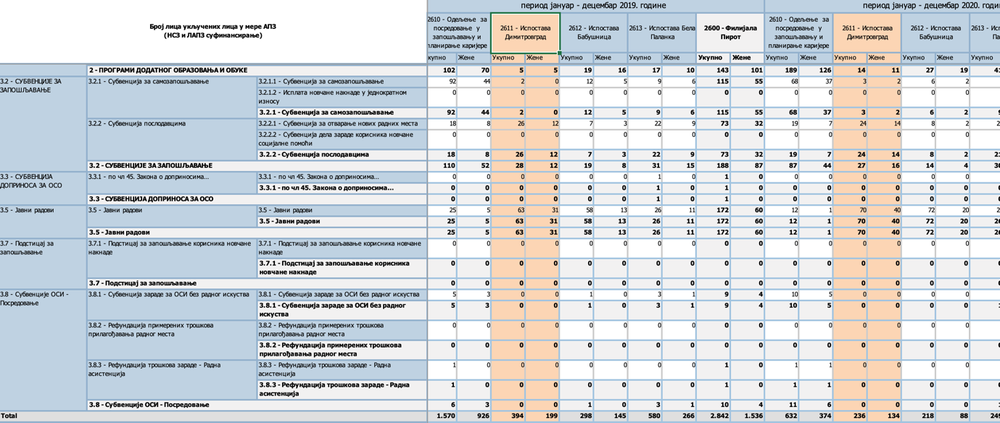 период јануар - децембар 2019. године период јануар - децембар 2020.
Број лица укључених лица у мере АПЗ
(НСЗ и ЛАПЗ суфинансирање)
2610 - Одељење за посредовање у запошљавању и планирање каријере 2611 - Испостава Димитровград 2612 - Испостава Бабушница 2613 - Испостава Бела Паланка 2600 - Филијала Пирот 2610 - Одељење за посредовање у запошљавању и планирање каријере 2611 - Испостава Димитровград 2612 - Испостава Бабушница
Жене Укупно Жене Укупно Жене Укупно Жене Укупно Жене Укупно Жене Укупно Жене Укупно Жене Укупно
2 - ПРОГРАМИ ДОДАТНОГ ОБРАЗОВАЊА И ОБУКЕ 102 70 5 5 19 16 17 10 143 101 189 126 14 11 27 19
3.2 - СУБВЕНЦИЈЕ ЗА ЗАПОШЉАВАЊЕ 3.2.1 - Субвенција за самозапошљавање 3.2.1.1 - Субвенција за самозапошљавање 92 44 2 0 12 5 9 6 115 55 68 37 3 2 6 2
3.2.1.2 - Исплата новчане накнаде у једнократном износу 0 0 0 0 0 0 0 0 0 0 0 0 0 0 0 0
3.2.1 - Субвенција за самозапошљавање 92 44 2 0 12 5 9 6 115 55 68 37 3 2 6 2
3.2.2 - Субвенција послодавцима 3.2.2.1 - Субвенција за отварање нових радних места 18 8 26 12 7 3 22 9 73 32 19 7 24 14 8 2
3.2.2.2 - Субвенција дела зараде корисника новчане социјалне помоћи 0 0 0 0 0 0 0 0 0 0 0 0 0 0 0 0
3.2.2 - Субвенција послодавцима 18 8 26 12 7 3 22 9 73 32 19 7 24 14 8 2
3.2 - СУБВЕНЦИЈЕ ЗА ЗАПОШЉАВАЊЕ 110 52 28 12 19 8 31 15 188 87 87 44 27 16 14 4
3.3 - СУБВЕНЦИЈА ДОПРИНОСА ЗА ОСО 3.3.1 - по чл 45. Закона о доприносима... 3.3.1 - по чл 45. Закона о доприносима... 0 0 0 0 0 0 1 0 1 0 0 0 0 0 0 0
3.3.1 - по чл 45. Закона о доприносима... 0 0 0 0 0 0 1 0 1 0 0 0 0 0 0 0
3.3 - СУБВЕНЦИЈА ДОПРИНОСА ЗА ОСО 0 0 0 0 0 0 1 0 1 0 0 0 0 0 0 0
3.5 - Јавни радови 3.5 - Јавни радови 3.5 - Јавни радови 25 5 63 31 58 13 26 11 172 60 12 1 70 40 72 20
3.5 - Јавни радови 25 5 63 31 58 13 26 11 172 60 12 1 70 40 72 20
3.5 - Јавни радови 25 5 63 31 58 13 26 11 172 60 12 1 70 40 72 20
3.7 - Подстицај за запошљавање 3.7.1 - Подстицај за запошљавање корисника новчане накнаде 3.7.1 - Подстицај за запошљавање корисника новчане накнаде 0 0 0 0 0 0 0 0 0 0 0 0 0 0 0 0
3.7.1 - Подстицај за запошљавање корисника новчане накнаде 0 0 0 0 0 0 0 0 0 0 0 0 0 0 0 0
3.7 - Подстицај за запошљавање 0 0 0 0 0 0 0 0 0 0 0 0 0 0 0 0
3.8 - Субвенције ОСИ - Посредовање 3.8.1 - Субвенција зараде за ОСИ без радног искуства 3.8.1 - Субвенција зараде за ОСИ без радног искуства 5 3 0 0 1 0 3 1 9 4 10 5 0 0 0 0
3.8.1 - Субвенција зараде за ОСИ без радног искуства 5 3 0 0 1 0 3 1 9 4 10 5 0 0 0 0
3.8.2 - Рефундација примерених трошкова прилагођавања радног места 3.8.2 - Рефундација примерених трошкова прилагођавања радног места 0 0 0 0 0 0 0 0 0 0 0 0 0 0 0 0
3.8.2 - Рефундација примерених трошкова прилагођавања радног места 0 0 0 0 0 0 0 0 0 0 0 0 0 0 0 0
3.8.3 - Рефундација трошкова зараде - Радна асистенција 3.8.3 - Рефундација трошкова зараде - Радна асистенција 1 0 0 0 0 0 0 0 1 0 1 1 0 0 0 0
3.8.3 - Рефундација трошкова зараде - Радна асистенција 1 0 0 0 0 0 0 0 1 0 1 1 0 0 0 0
3.8 - Субвенције ОСИ - Посредовање 6 3 0 0 1 0 3 1 10 4 11 6 0 0 0 0
Total 1.570 926 394 199 298 145 580 266 2.842 1.536 632 374 236 134 218 88